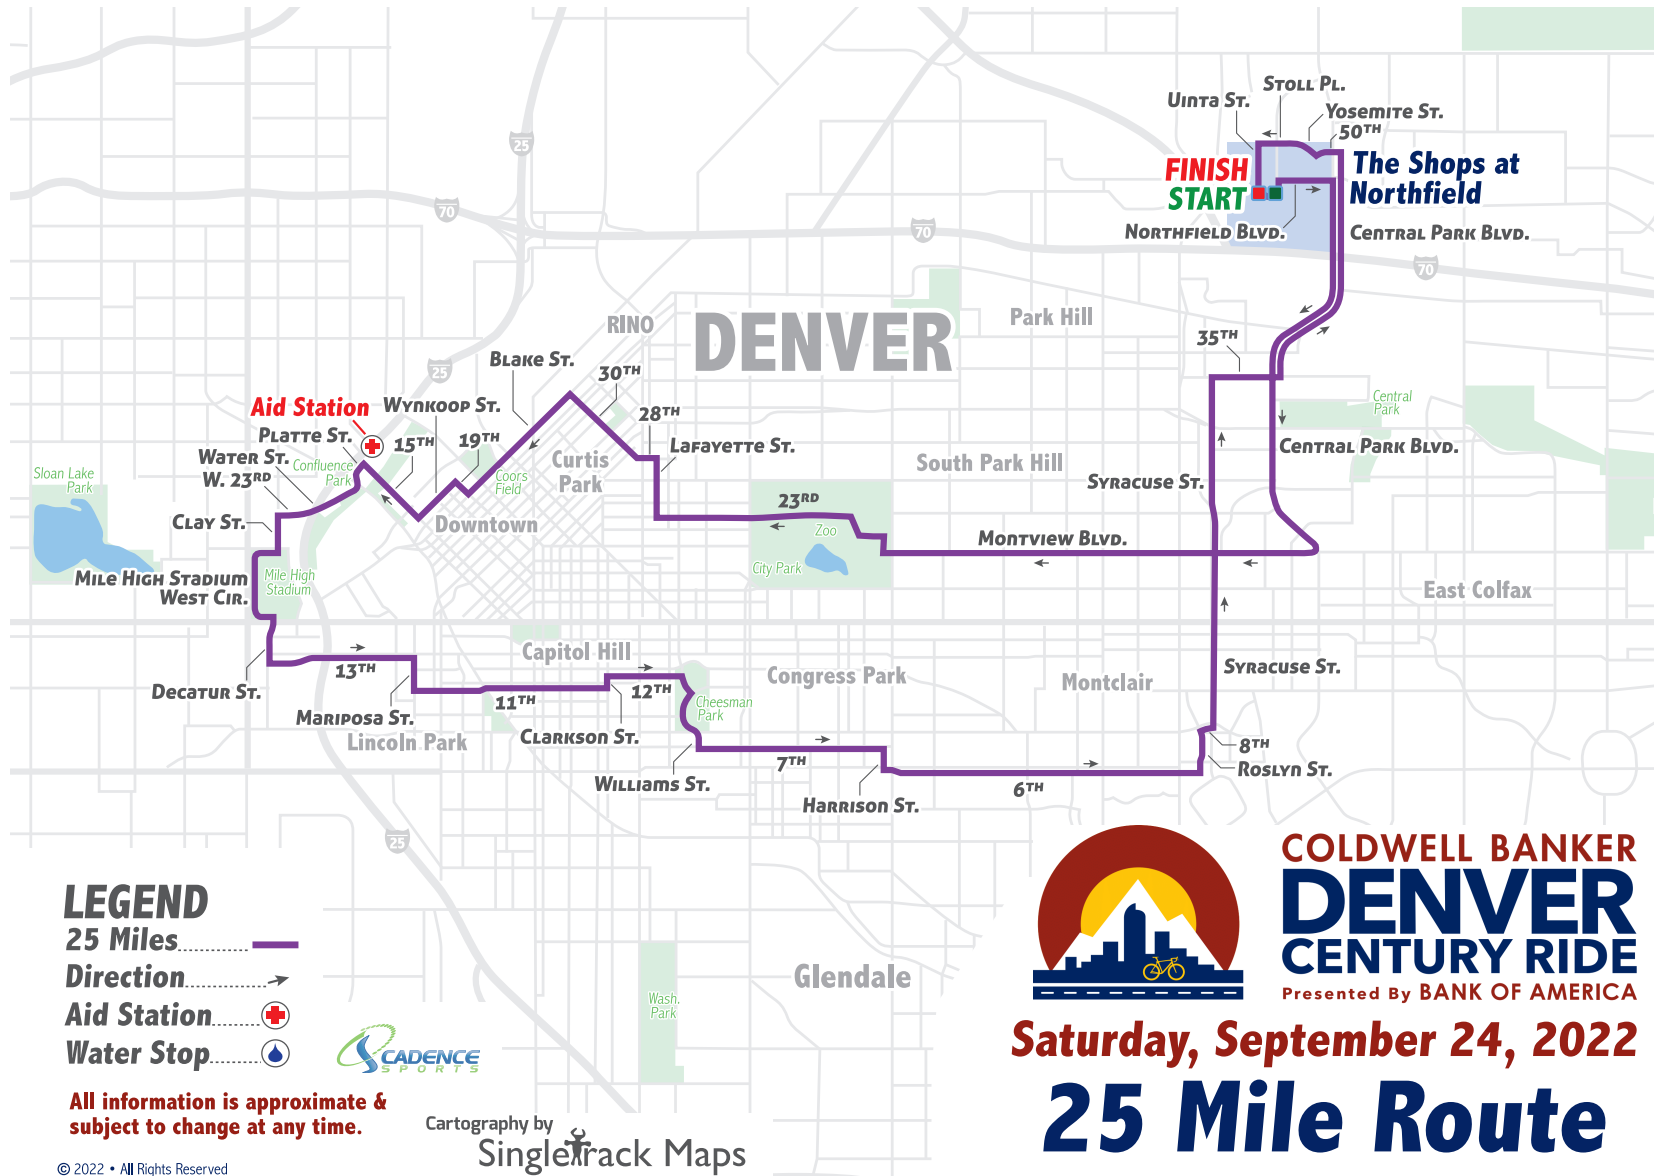 Stoll Pl.
Uinta St.
Yosemite St.
50th
25
FINISH
START
The Shops at
Northfield
70
70
Northfield Blvd.
Central Park Blvd.
70
RINO
DENVER
Park Hill
35th
Blake St.
25
30th
Aid Station
Wynkoop St.
Central
Park
28th
Platte St.
15th
19th
Lafayette St.
Central Park Blvd.
Water St.
Confluence
Park
Curtis
Park
South Park Hill
Sloan Lake
Park
W. 23rd
Coors
Field
Syracuse St.
23rd
Clay St.
Downtown
Zoo
Montview Blvd.
City Park
Mile High Stadium
West Cir.
Mile High
Stadium
East Colfax
Capitol Hill
13th
Congress Park
Syracuse St.
Decatur St.
12th
Montclair
11th
Cheesman
Park
Mariposa St.
Clarkson St.
Lincoln Park
8th
7th
Roslyn St.
Williams St.
6th
Harrison St.
25
LEGEND
25 Miles
Direction
Aid Station
Water Stop
CADENCE
SPORTS
All information is approximate &
subject to change at any time.
© 2022 • All Rights Reserved
Cartography by
Singletrack Maps
Wash.
Park
Glendale
COLDWELL BANKER
DENVER
CENTURY RIDE
Presented By BANK OF AMERICA
Saturday, September 24, 2022
25 Mile Route